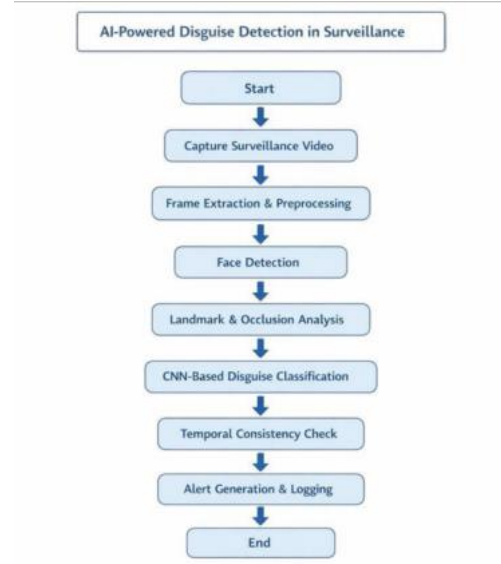 AI-Powered Disguise Detection in Surveillance
Start
Capture Surveillance Video
Frame Extraction & Preprocessing
Face Detection
Landmark & Occlusion Analysis
CNN-Based Disguise Classification
Temporal Consistency Check
Alert Generation & Logging
End